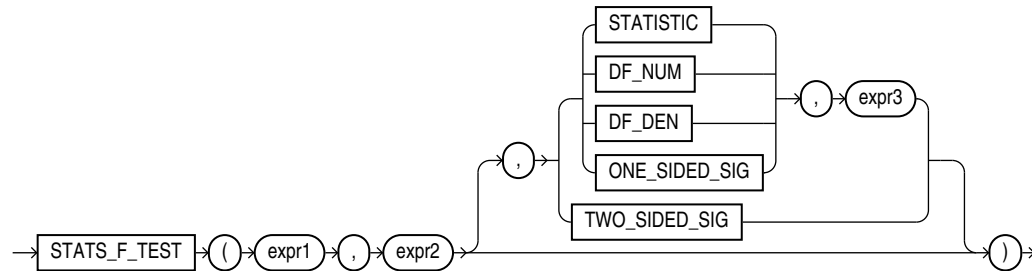 STATISTIC
DF_NUM
, expr3
DF_DEN
,
ONE_SIDED_SIG
TWO_SIDED_SIG
STATS_F_TEST ( expr1 , expr2 )